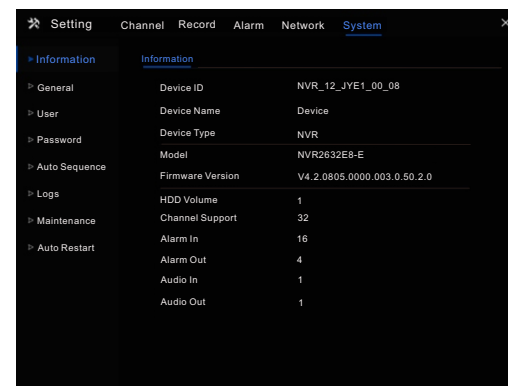 Setting Channel Record Alarm Network System ×
Information
General
User
Password
Auto Sequence
Logs
Maintenance
Auto Restart
Information
Device ID NVR_12_JYE1_00_08
Device Name Device
Device Type NVR
Model NVR2632E8-E
Firmware Version V4.2.0805.0000.003.0.50.2.0
HDD Volume 1
Channel Support 32
Alarm In 16
Alarm Out 4
Audio In 1
Audio Out 1